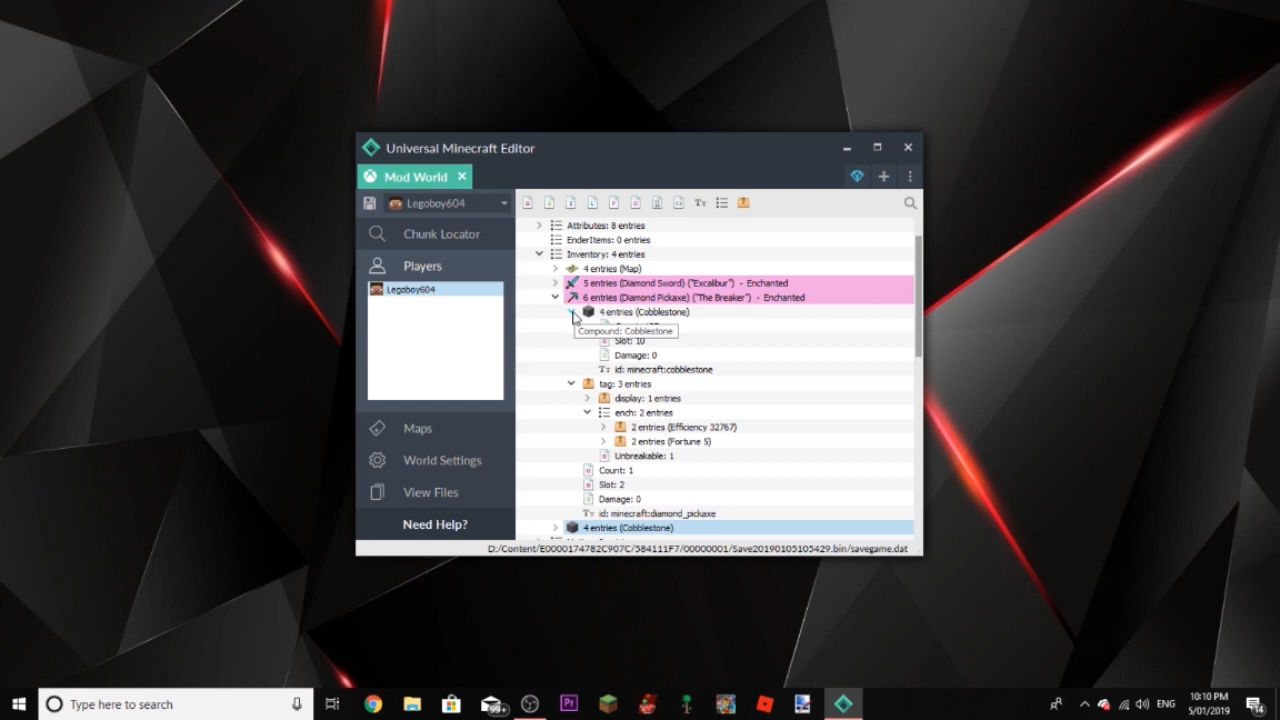 Universal Minecraft Editor
Mod World
Legoboy604
Chunk Locator
Players
Legoboy604
Maps
World Settings
View Files
Need Help?
Attributes: 8 entries
EnderItems: 0 entries
Inventory: 4 entries
4 entries (Map)
5 entries (Diamond Sword) ("Excalibur") - Enchanted
6 entries (Diamond Pickaxe) ("The Breaker") - Enchanted
4 entries (Cobblestone)
Compound: Cobblestone
Slot: 10
Damage: 0
id: minecraft:cobblestone
tag: 3 entries
display: 1 entries
ench: 2 entries
2 entries (Efficiency 32767)
2 entries (Fortune 5)
Unbreakable: 1
Count: 1
Slot: 2
Damage: 0
id: minecraft:diamond_pickaxe
4 entries (Cobblestone)
D:/Content/E0000174782C907C/584111F7/00000001/Save20190105105429.bin/savegame.dat
Type here to search
99+
Pr
ENG
10:10 PM
5/01/2019
14